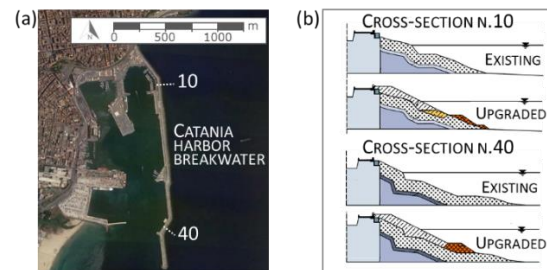 (a)
m
0 500 1000
10
CATANIA
HARBOR
BREAKWATER
40
(b)
CROSS-SECTION N.10
EXISTING
UPGRADED
CROSS-SECTION N.40
EXISTING
UPGRADED